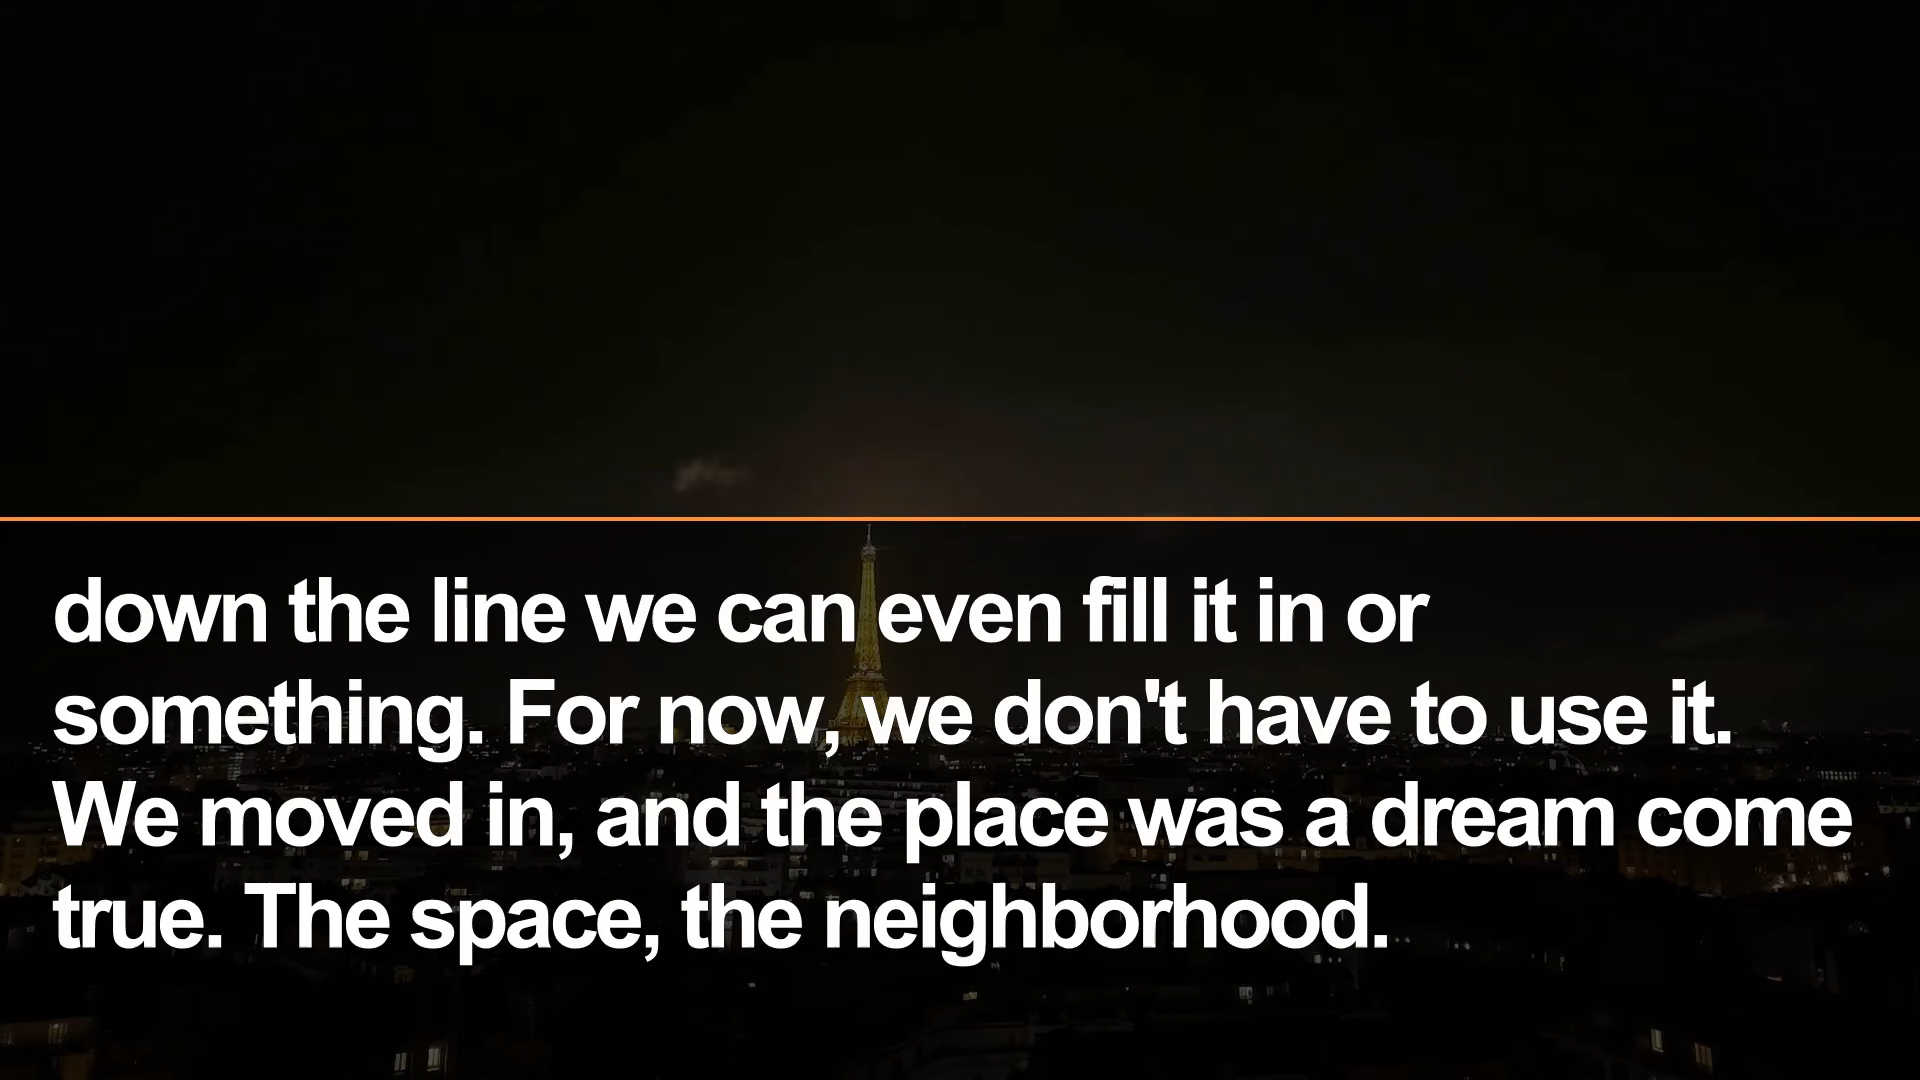 down the line we can even fill it in or
something. For now, we don't have to use it.
We moved in, and the place was a dream come
true. The space, the neighborhood.